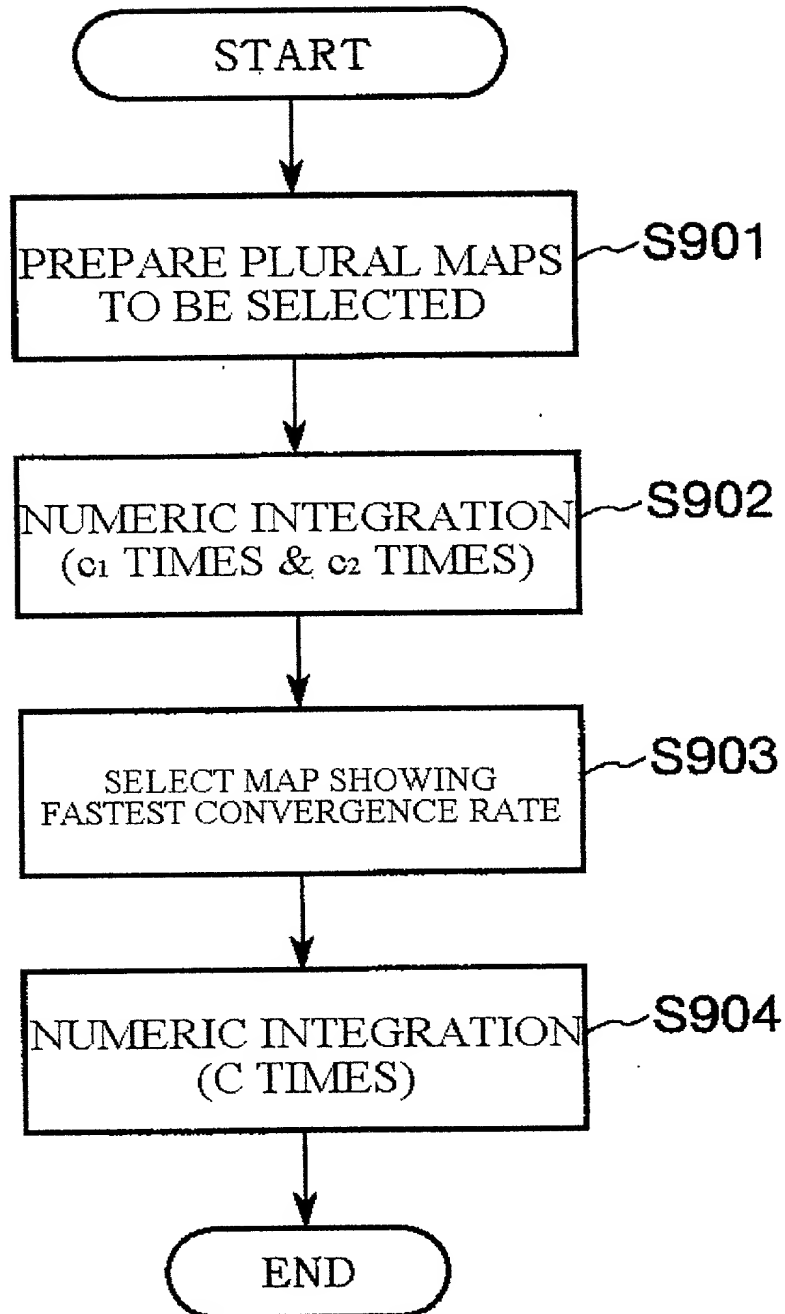 START
PREPARE PLURAL MAPS
TO BE SELECTED
S901
NUMERIC INTEGRATION
(c₁ TIMES & c₂ TIMES)
S902
SELECT MAP SHOWING
FASTEST CONVERGENCE RATE
S903
NUMERIC INTEGRATION
(C TIMES)
S904
END